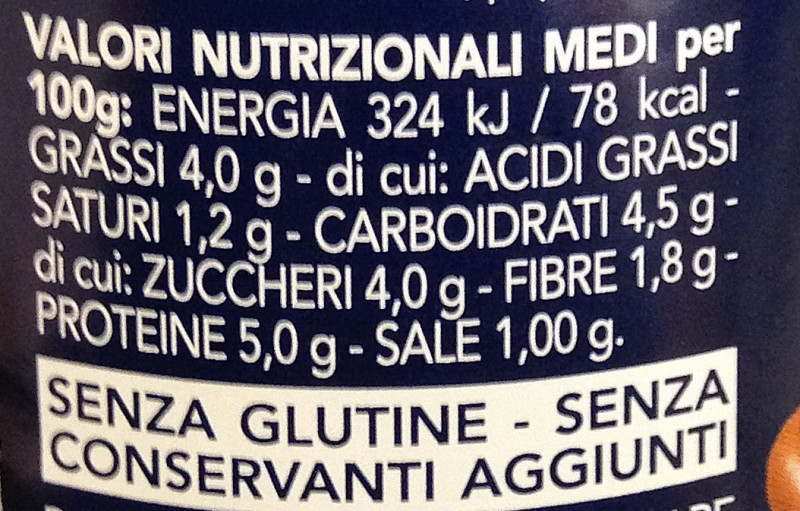 VALORI NUTRIZIONALI MEDI per
100g: ENERGIA 324 kJ / 78 kcal -
GRASSI 4,0 g - di cui: ACIDI GRASSI
SATURI 1,2 g - CARBOIDRATI 4,5 g -
di cui: ZUCCHERI 4,0 g - FIBRE 1,8 g -
PROTEINE 5,0 g - SALE 1,00 g.
SENZA GLUTINE - SENZA
CONSERVANTI AGGIUNTI